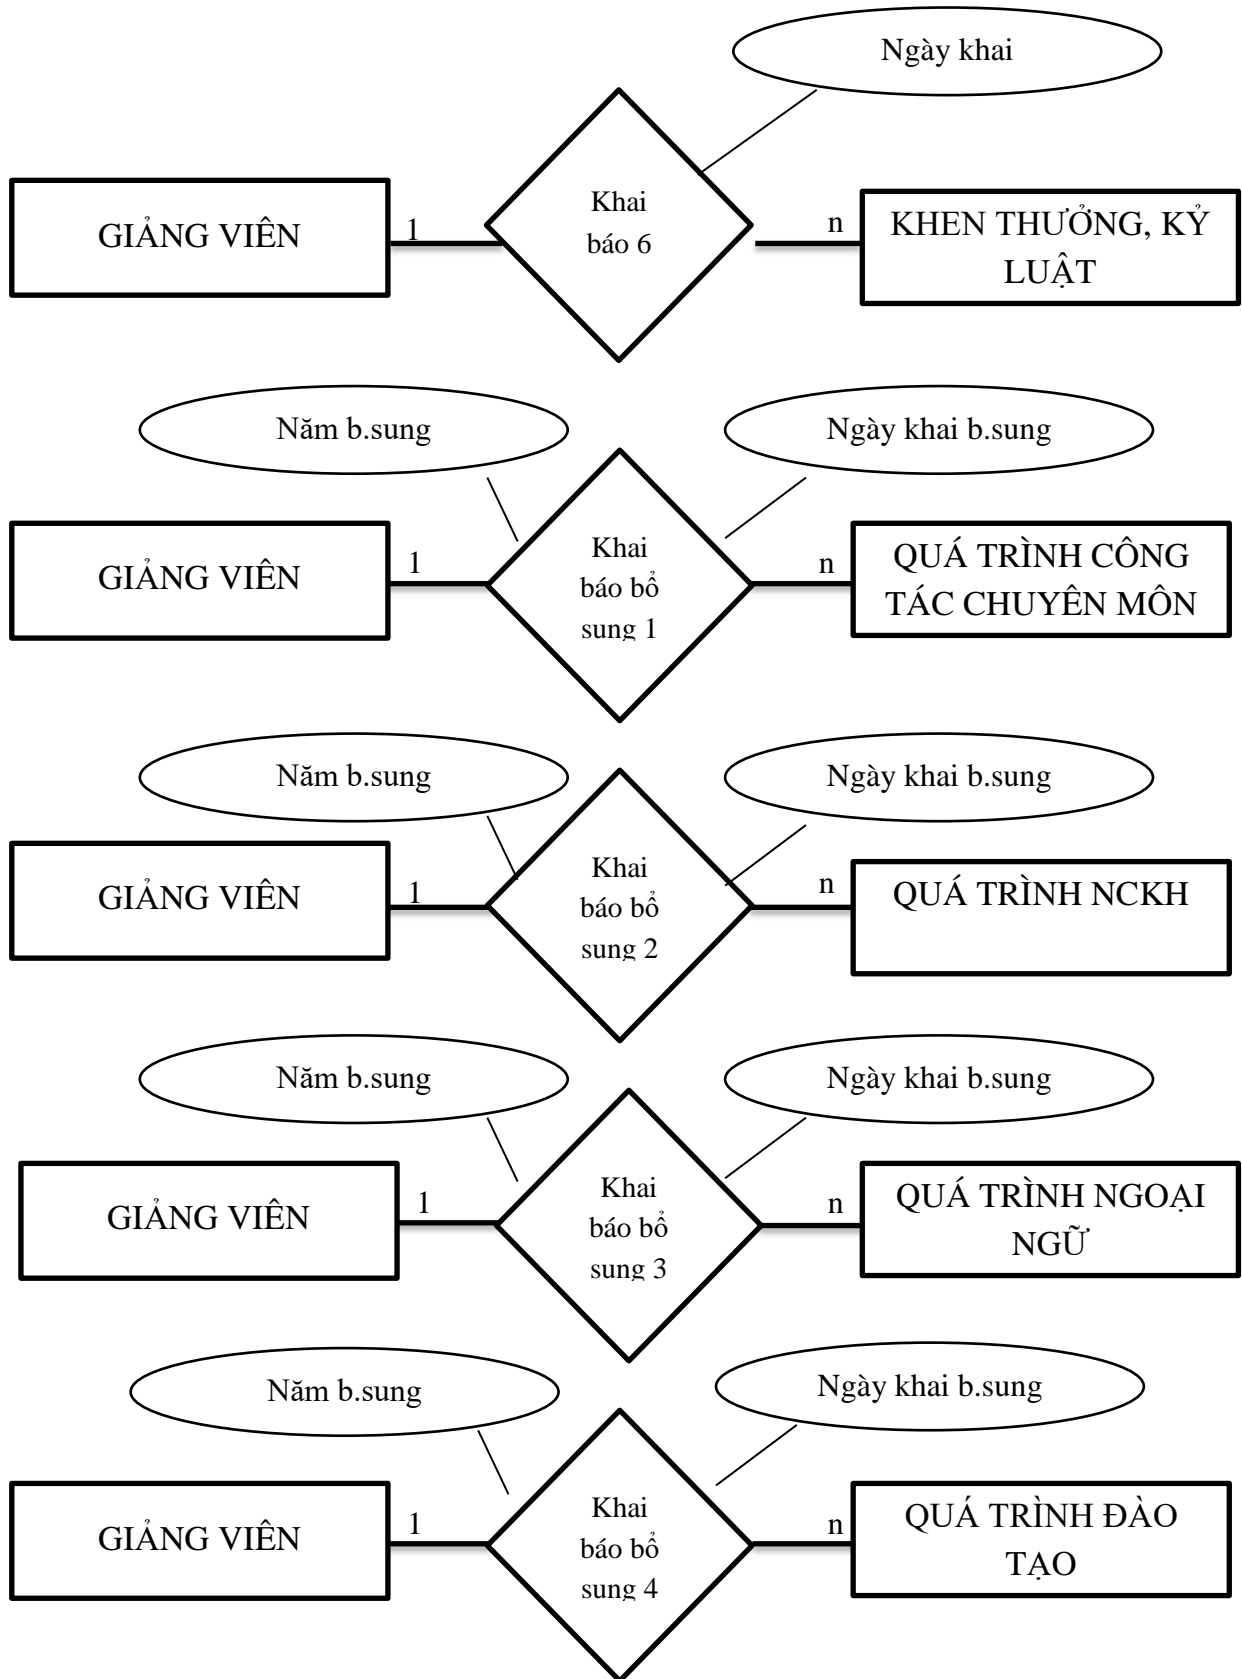 Ngày khai
GIẢNG VIÊN
1
Khai
báo 6
n
KHEN THƯỞNG, KỶ
LUẬT
Năm b.sung
Ngày khai b.sung
GIẢNG VIÊN
1
Khai
báo bổ
sung 1
n
QUÁ TRÌNH CÔNG
TÁC CHUYÊN MÔN
Năm b.sung
Ngày khai b.sung
GIẢNG VIÊN
1
Khai
báo bổ
sung 2
n
QUÁ TRÌNH NCKH
Năm b.sung
Ngày khai b.sung
GIẢNG VIÊN
1
Khai
báo bổ
sung 3
n
QUÁ TRÌNH NGOẠI
NGỮ
Năm b.sung
Ngày khai b.sung
GIẢNG VIÊN
1
Khai
báo bổ
sung 4
n
QUÁ TRÌNH ĐÀO
TẠO